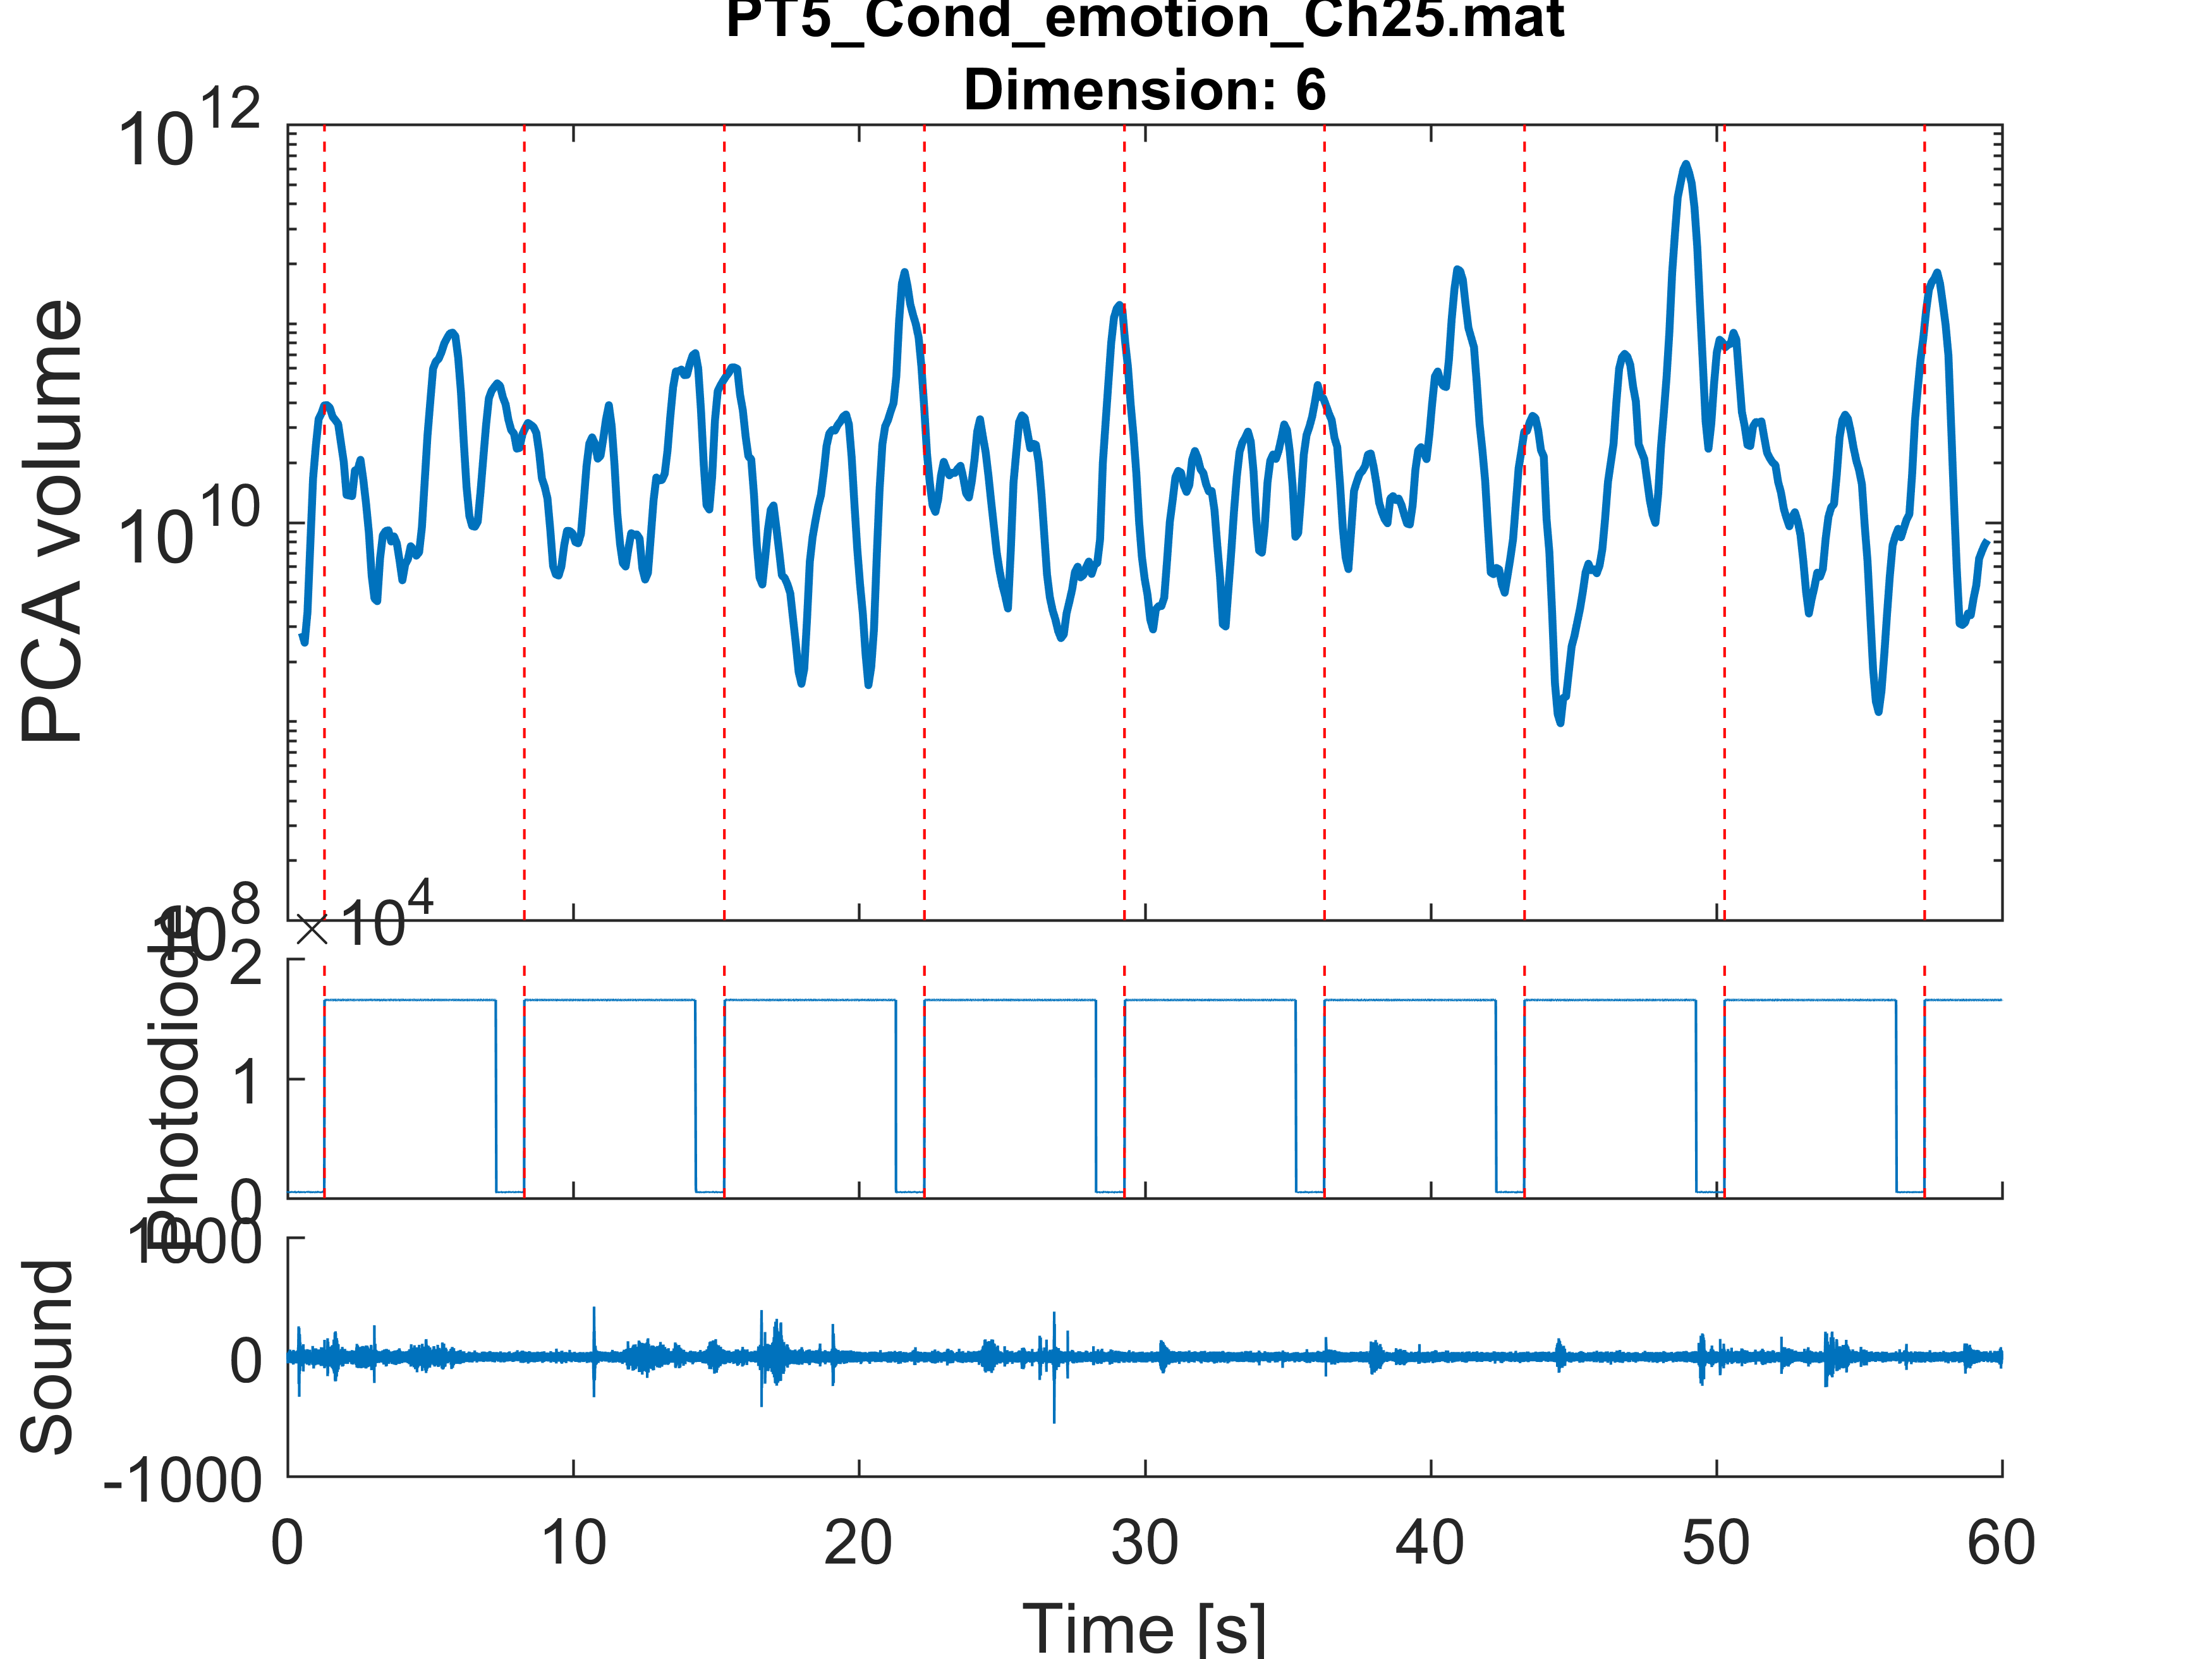 PT5_Cond_emotion_Ch25.mat
Dimension: 6
10^12
10^10
10^8
PCA volume
×10^4
2
1
0
Photodiode
1000
0
-1000
Sound
0 10 20 30 40 50 60
Time [s]